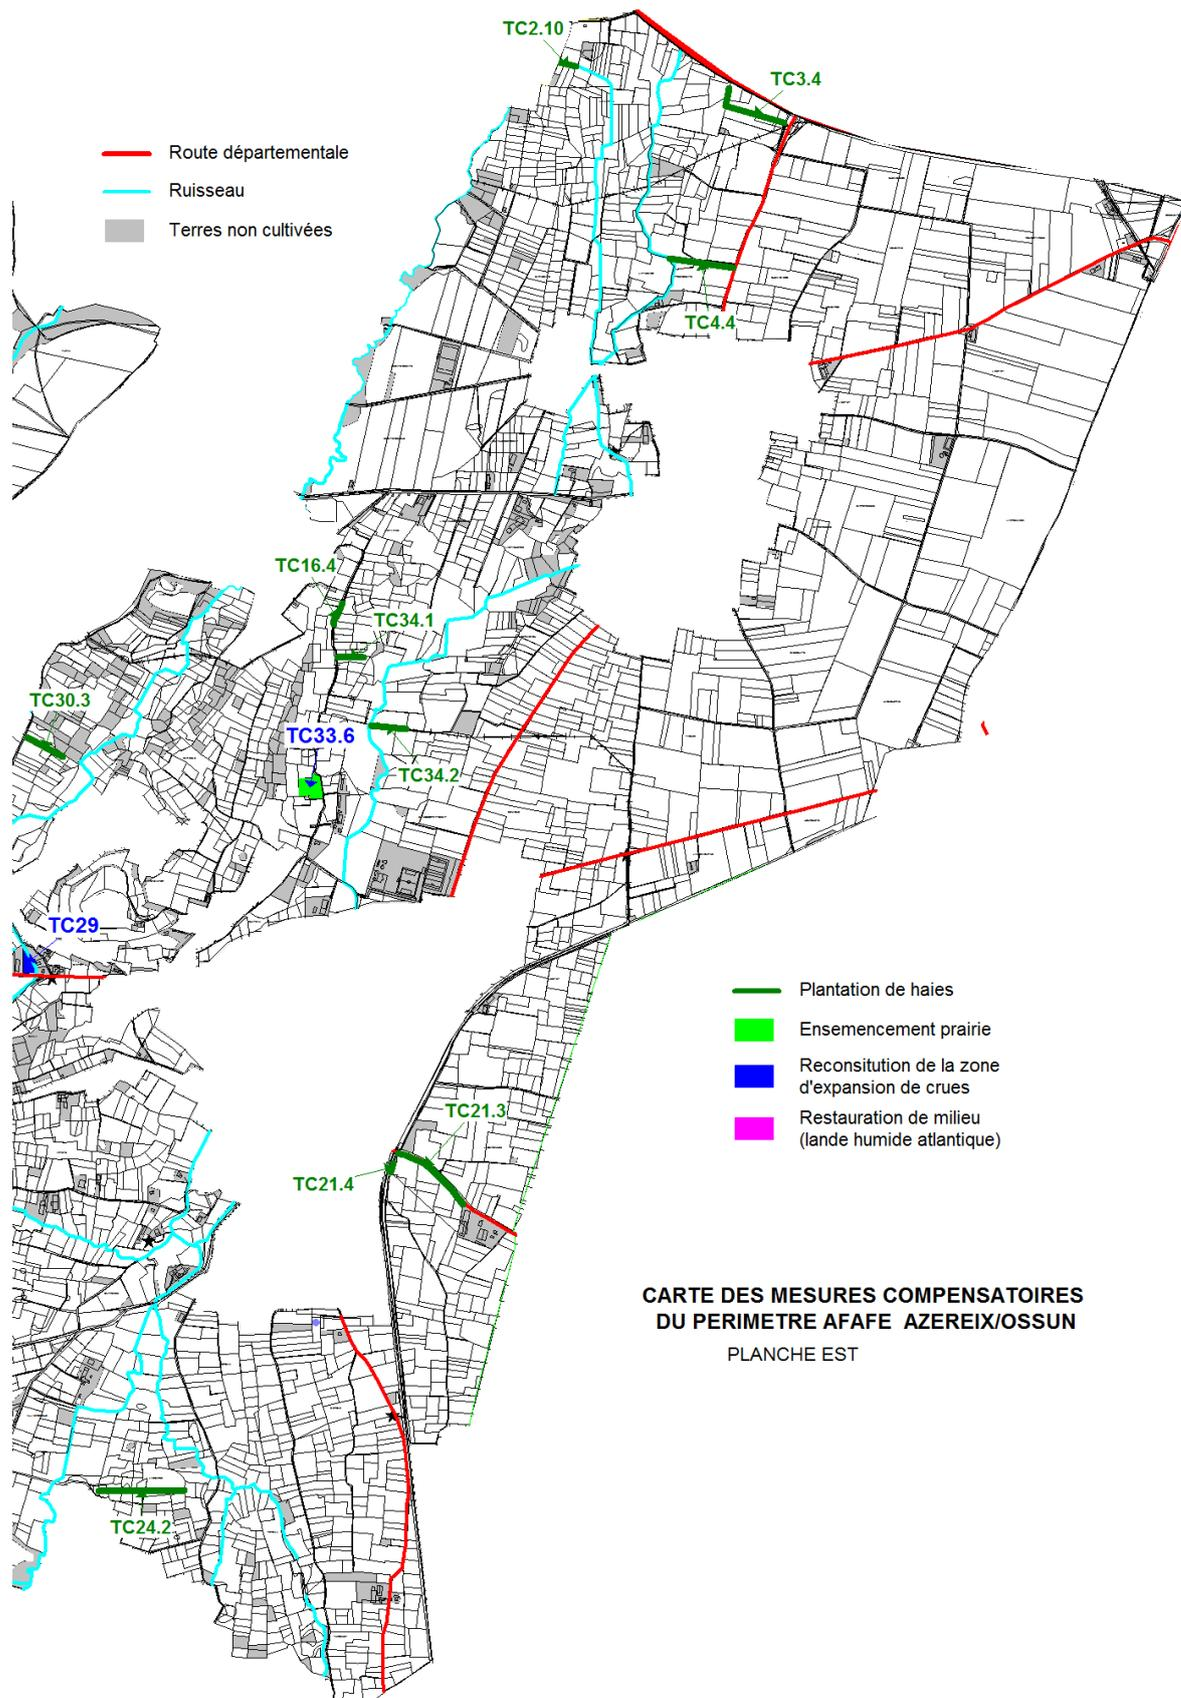 TC2.10
TC3.4
Route départementale
Ruisseau
Terres non cultivées
TC4.4
TC16.4
TC34.1
TC30.3
TC33.6
TC34.2
TC29
Plantation de haies
Ensemencement prairie
Reconsitution de la zone
d'expansion de crues
Restauration de milieu
(lande humide atlantique)
TC21.3
TC21.4
CARTE DES MESURES COMPENSATOIRES
DU PERIMETRE AFAFE AZEREIX/OSSUN
PLANCHE EST
TC24.2